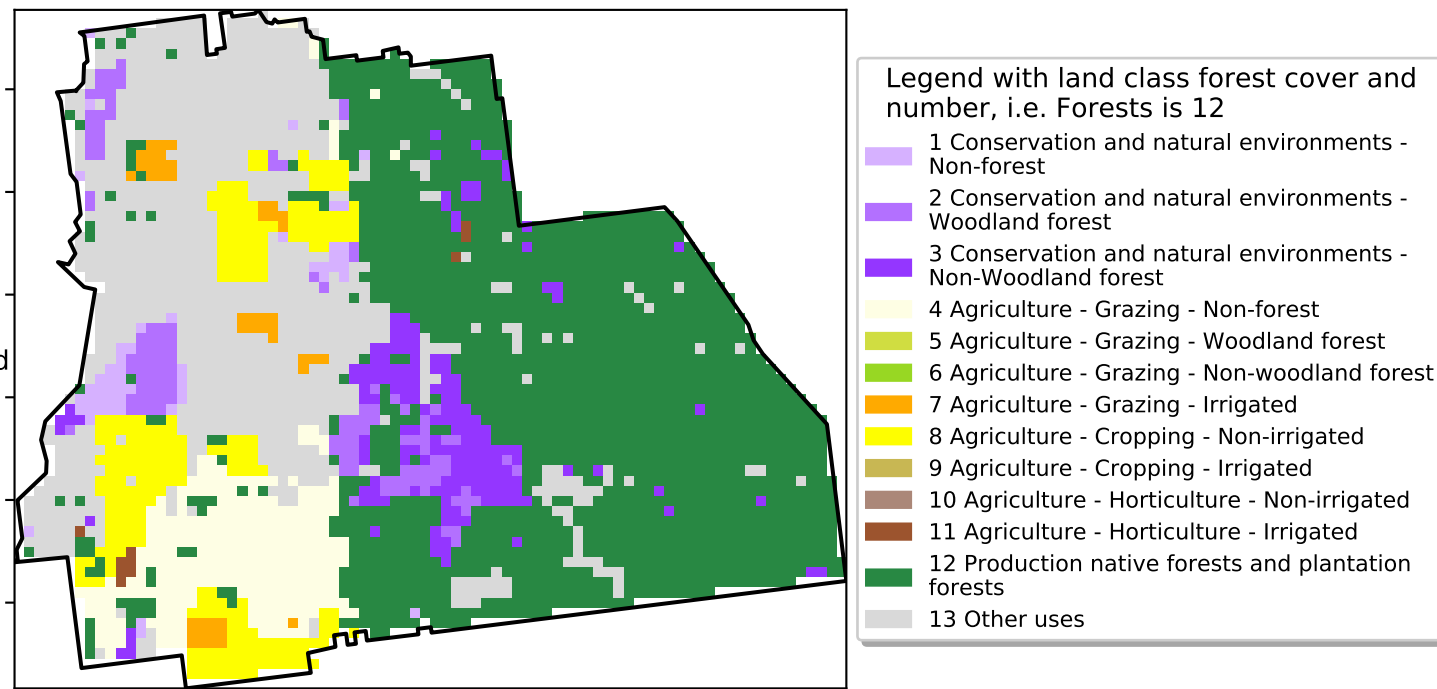 d
Legend with land class forest cover and
number, i.e. Forests is 12
1 Conservation and natural environments -
Non-forest
2 Conservation and natural environments -
Woodland forest
3 Conservation and natural environments -
Non-Woodland forest
4 Agriculture - Grazing - Non-forest
5 Agriculture - Grazing - Woodland forest
6 Agriculture - Grazing - Non-woodland forest
7 Agriculture - Grazing - Irrigated
8 Agriculture - Cropping - Non-irrigated
9 Agriculture - Cropping - Irrigated
10 Agriculture - Horticulture - Non-irrigated
11 Agriculture - Horticulture - Irrigated
12 Production native forests and plantation
forests
13 Other uses